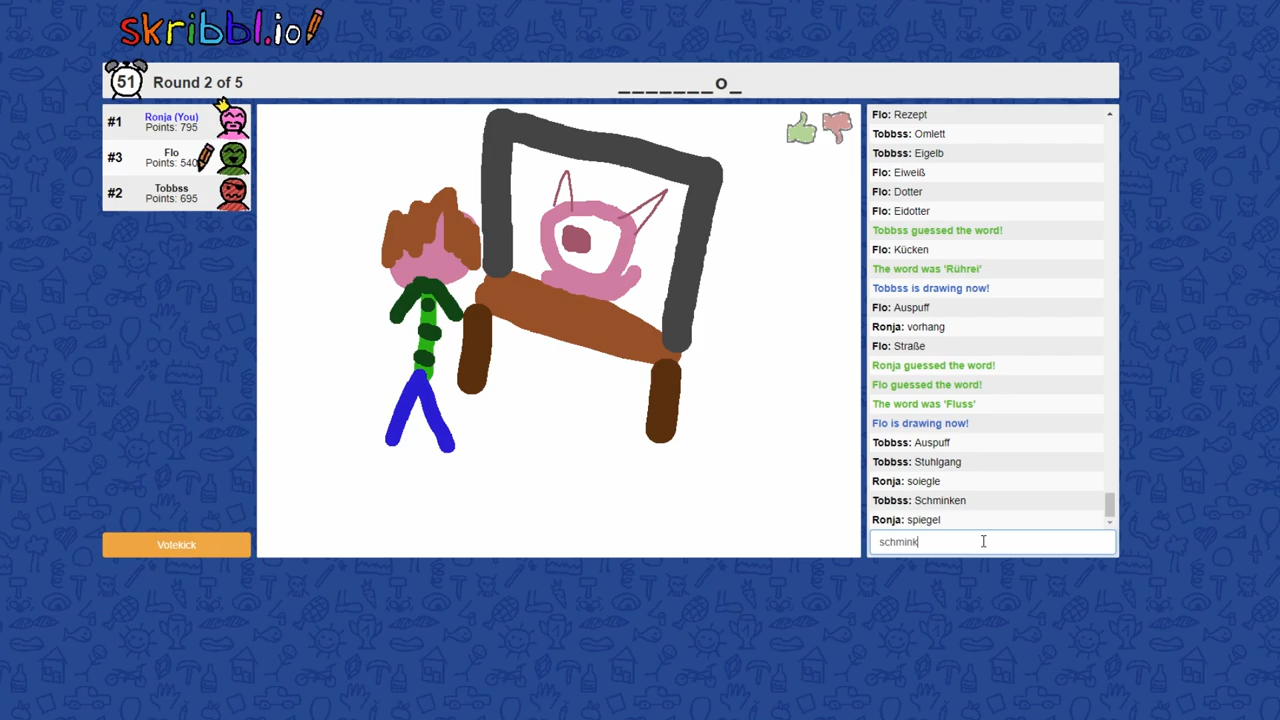 skribbl.io
51 Round 2 of 5 _______o_
#1 Ronja (You)
Points: 795
#3 Flo
Points: 540
#2 Tobbss
Points: 695
Votekick
Flo: Rezept
Tobbss: Omlett
Tobbss: Eigelb
Flo: Eiweiß
Flo: Dotter
Flo: Eidotter
Tobbss guessed the word!
Flo: Kücken
The word was 'Rührei'
Tobbss is drawing now!
Flo: Auspuff
Ronja: vorhang
Flo: Straße
Ronja guessed the word!
Flo guessed the word!
The word was 'Fluss'
Flo is drawing now!
Tobbss: Auspuff
Tobbss: Stuhlgang
Ronja: soiegle
Tobbss: Schminken
Ronja: spiegel
schmink